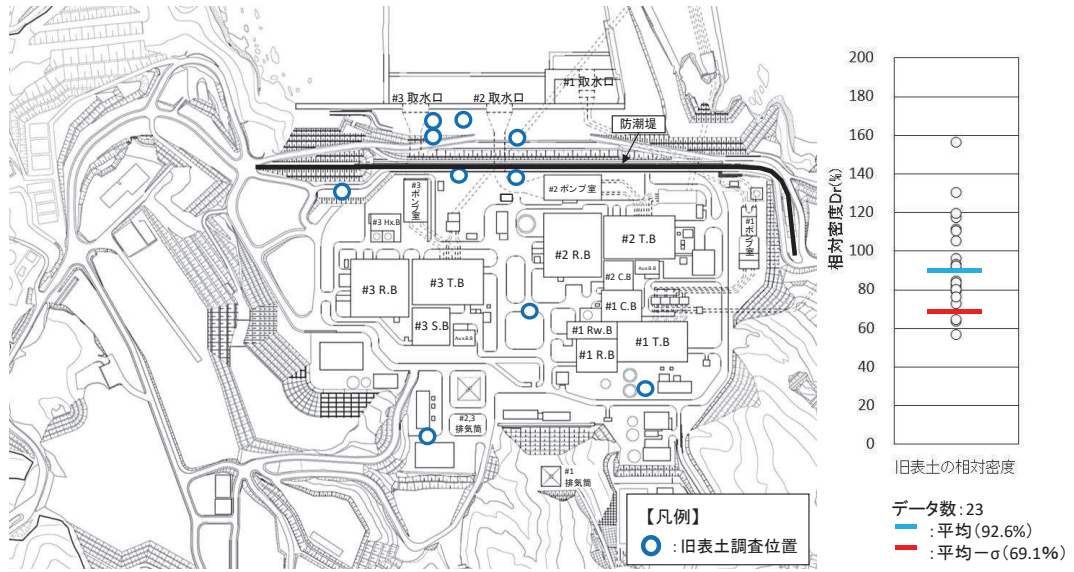 #1 取水口
#3 取水口
#2 取水口
防潮堤
#3
ポンプ室
#2 ポンプ室
#1
ポンプ室
#3 Hx.B
#2 T.B
#2 R.B
#3 T.B
#3 R.B
#2 C.B
Aux.B.B
#1 C.B
#3 S.B
Aux.B.B
#1 Rw.B
#1 T.B
#1 R.B
#2,3
排気筒
#1
排気筒
【凡例】
:旧表土調査位置
相対密度Dr(%)
200
180
160
140
120
100
80
60
40
20
0
旧表土の相対密度
データ数:23
:平均(92.6%)
:平均-σ(69.1%)